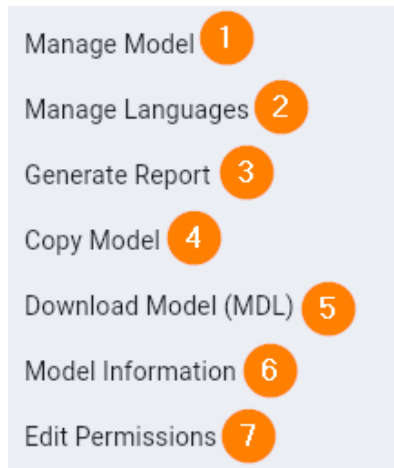 Manage Model 1
Manage Languages 2
Generate Report 3
Copy Model 4
Download Model (MDL) 5
Model Information 6
Edit Permissions 7